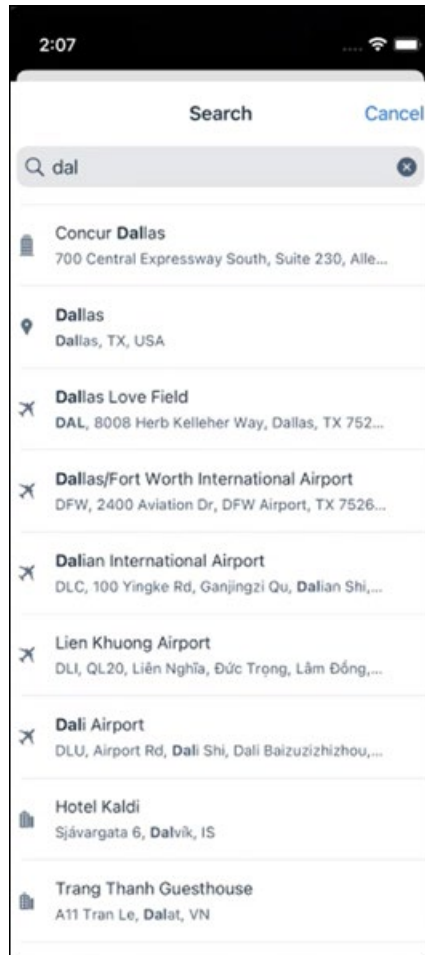 2:07
Search
Cancel
dal
Concur Dallas
700 Central Expressway South, Suite 230, Alle...
Dallas
Dallas, TX, USA
Dallas Love Field
DAL, 8008 Herb Kelleher Way, Dallas, TX 752...
Dallas/Fort Worth International Airport
DFW, 2400 Aviation Dr, DFW Airport, TX 7526...
Dalian International Airport
DLC, 100 Yingke Rd, Ganjingzi Qu, Dalian Shi,...
Lien Khuong Airport
DLI, QL20, Liên Nghĩa, Đức Trọng, Lâm Đồng,...
Dali Airport
DLU, Airport Rd, Dali Shi, Dali Baizuzizhizhou,...
Hotel Kaldi
Sjávargata 6, Dalvík, IS
Trang Thanh Guesthouse
A11 Tran Le, Dalat, VN